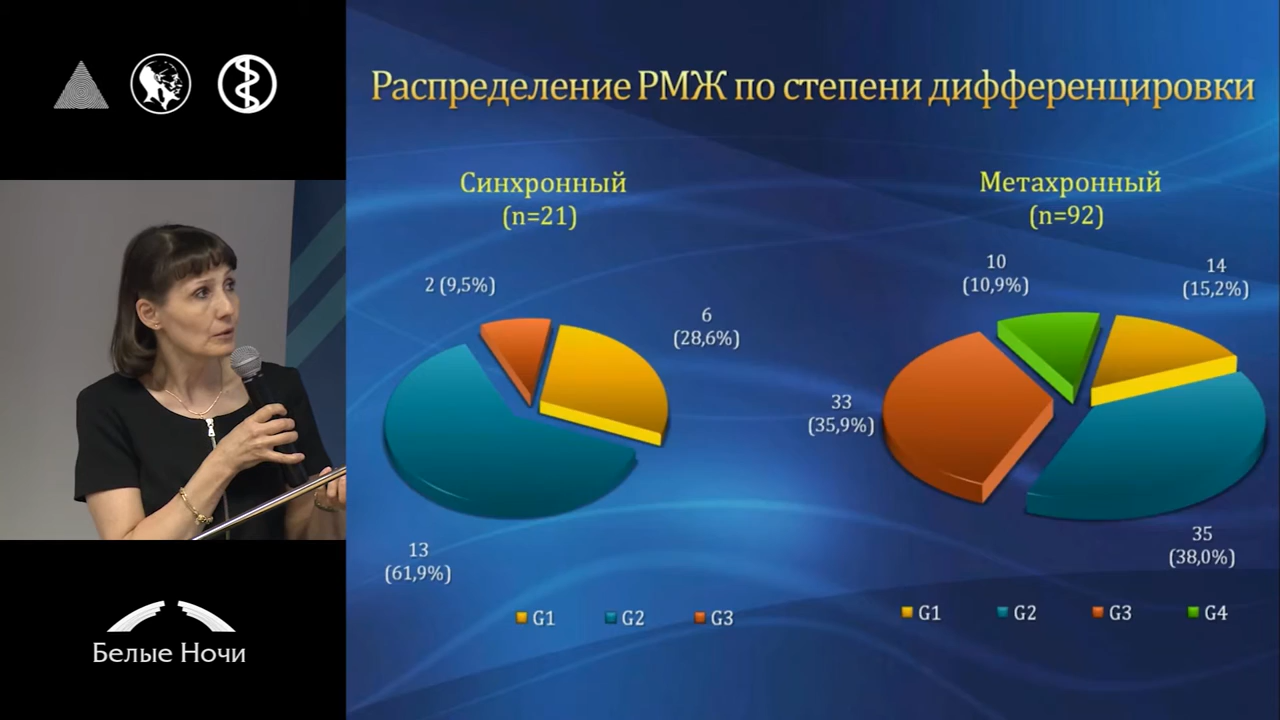 Распределение РМЖ по степени дифференцировки
Синхронный
(n=21)
2 (9,5%)
6
(28,6%)
13
(61,9%)
G1
G2
G3
Метахронный
(n=92)
10
(10,9%)
14
(15,2%)
33
(35,9%)
35
(38,0%)
G1
G2
G3
G4
Белые Ночи